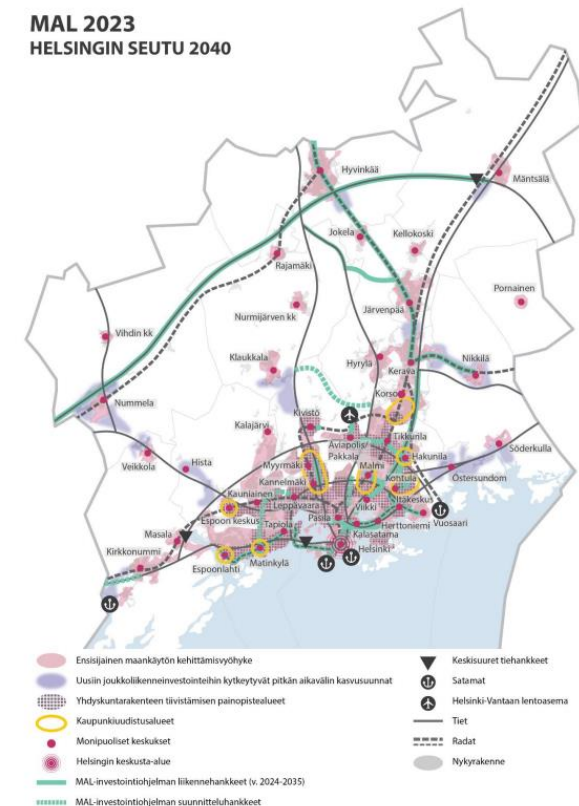 MAL 2023
HELSINGIN SEUTU 2040
Hyvinkää
Mäntsälä
Jokela
Kellokoski
Rajamäki
Pornainen
Järvenpää
Nurmijärven kk
Vihdin kk
Klaukkala
Hyrylä
Nikkilä
Kerava
Nummela
Korso
Kivistö
Kalajärvi
Aviapolis
Tikkurila
Pakkala
Söderkulla
Veikkola
Hista
Myyrmäki
Malmi
Hakunila
Kannelmäki
Östersundom
Kauniainen
Kontula
Leppävaara
Viikki
Itäkeskus
Espoon keskus
Pasila
Vuosaari
Tapiola
Herttoniemi
Masala
Kalasatama
Kirkkonummi
Helsinki
Matinkylä
Espoonlahti
Ensisijainen maankäytön kehittämisvyöhyke
Uusiin joukkoliikenneinvestointeihin kytkeytyvät pitkän aikavälin kasvusuunnat
Yhdyskuntarakenteen tiivistämisen painopistealueet
Kaupunkiuudistusalueet
Monipuoliset keskukset
Helsingin keskusta-alue
MAL-investointiohjelman liikennehankkeet (v. 2024-2035)
MAL-investointiohjelman suunnitteluhankkeet
Keskisuuret tiehankkeet
Satamat
Helsinki-Vantaan lentoasema
Tiet
Radat
Nykyrakenne